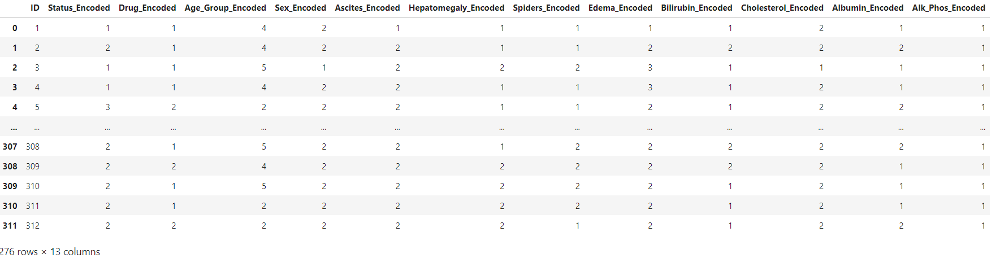 ID Status_Encoded Drug_Encoded Age_Group_Encoded Sex_Encoded Ascites_Encoded Hepatomegaly_Encoded Spiders_Encoded Edema_Encoded Bilirubin_Encoded Cholesterol_Encoded Albumin_Encoded Alk_Phos_Encoded
0 1 1 1 4 2 1 1 1 1 1 2 1 1
1 2 2 1 4 2 2 1 1 2 2 2 2 1
2 3 1 1 5 1 2 2 2 3 1 1 1 1
3 4 1 1 4 2 2 1 1 3 1 2 1 1
4 5 3 2 2 2 2 1 1 2 1 2 2 1
... ... ... ... ... ... ... ... ... ... ... ... ... ...
307 308 2 1 5 2 2 1 2 2 2 2 2 1
308 309 2 2 4 2 2 2 2 2 2 2 1 1
309 310 2 1 5 2 2 2 2 2 1 2 1 1
310 311 2 1 2 2 2 2 2 2 1 2 1 1
311 312 2 2 2 2 2 2 1 2 1 2 2 1
276 rows × 13 columns